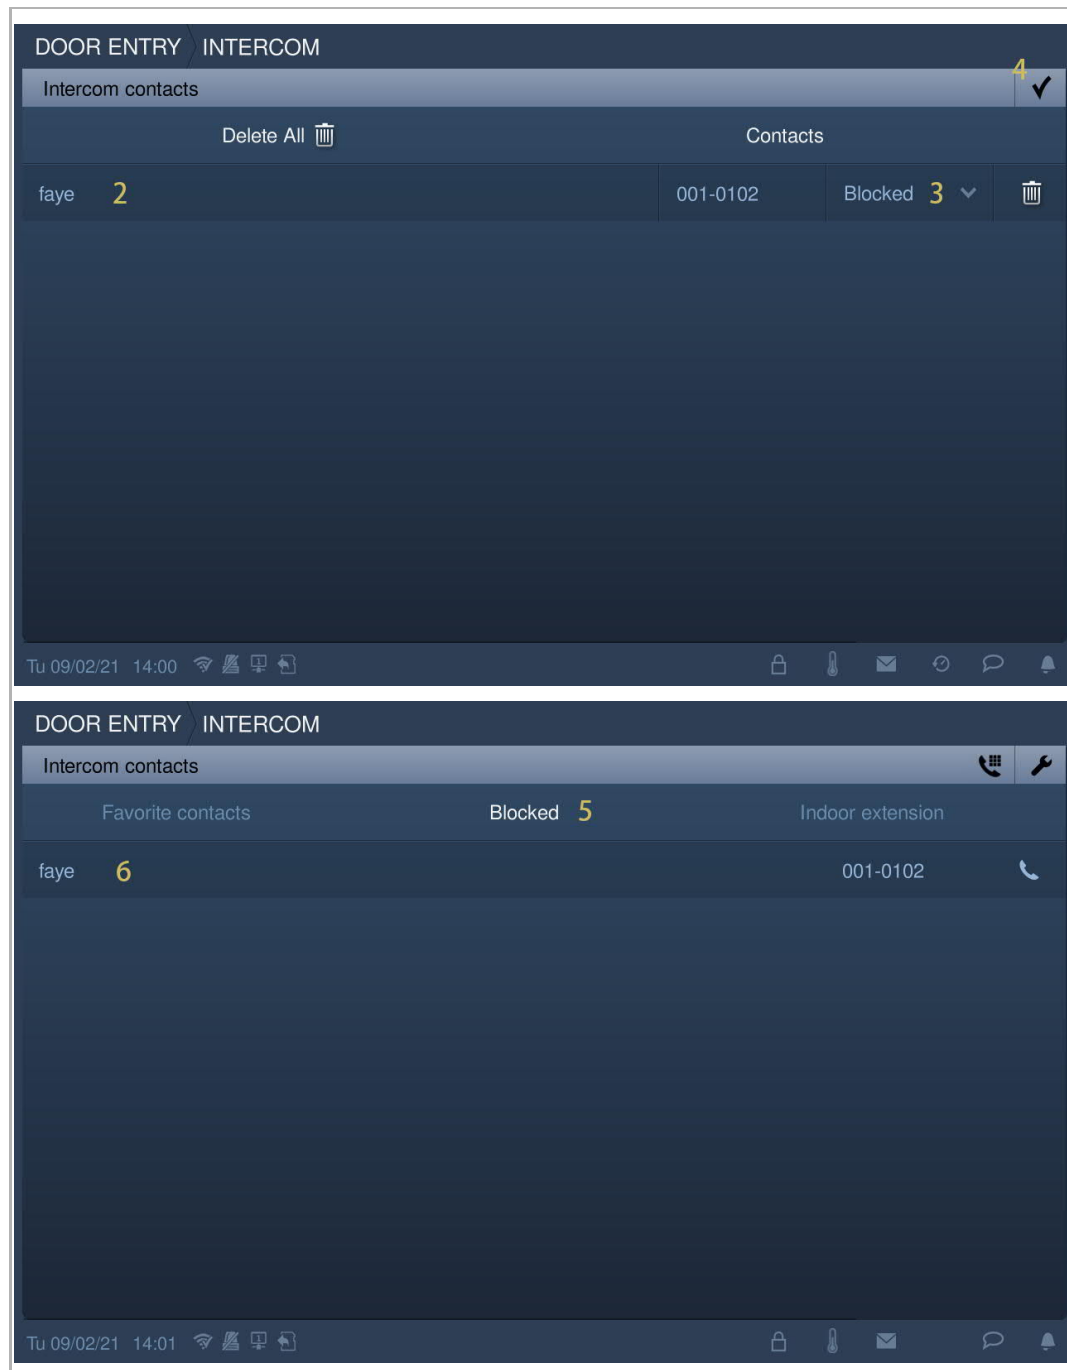 DOOR ENTRY INTERCOM
4
Intercom contacts
Delete All Contacts
faye 2 001-0102 Blocked 3
Tu 09/02/21 14:00
DOOR ENTRY INTERCOM
Intercom contacts
Favorite contacts Blocked 5 Indoor extension
faye 6 001-0102
Tu 09/02/21 14:01